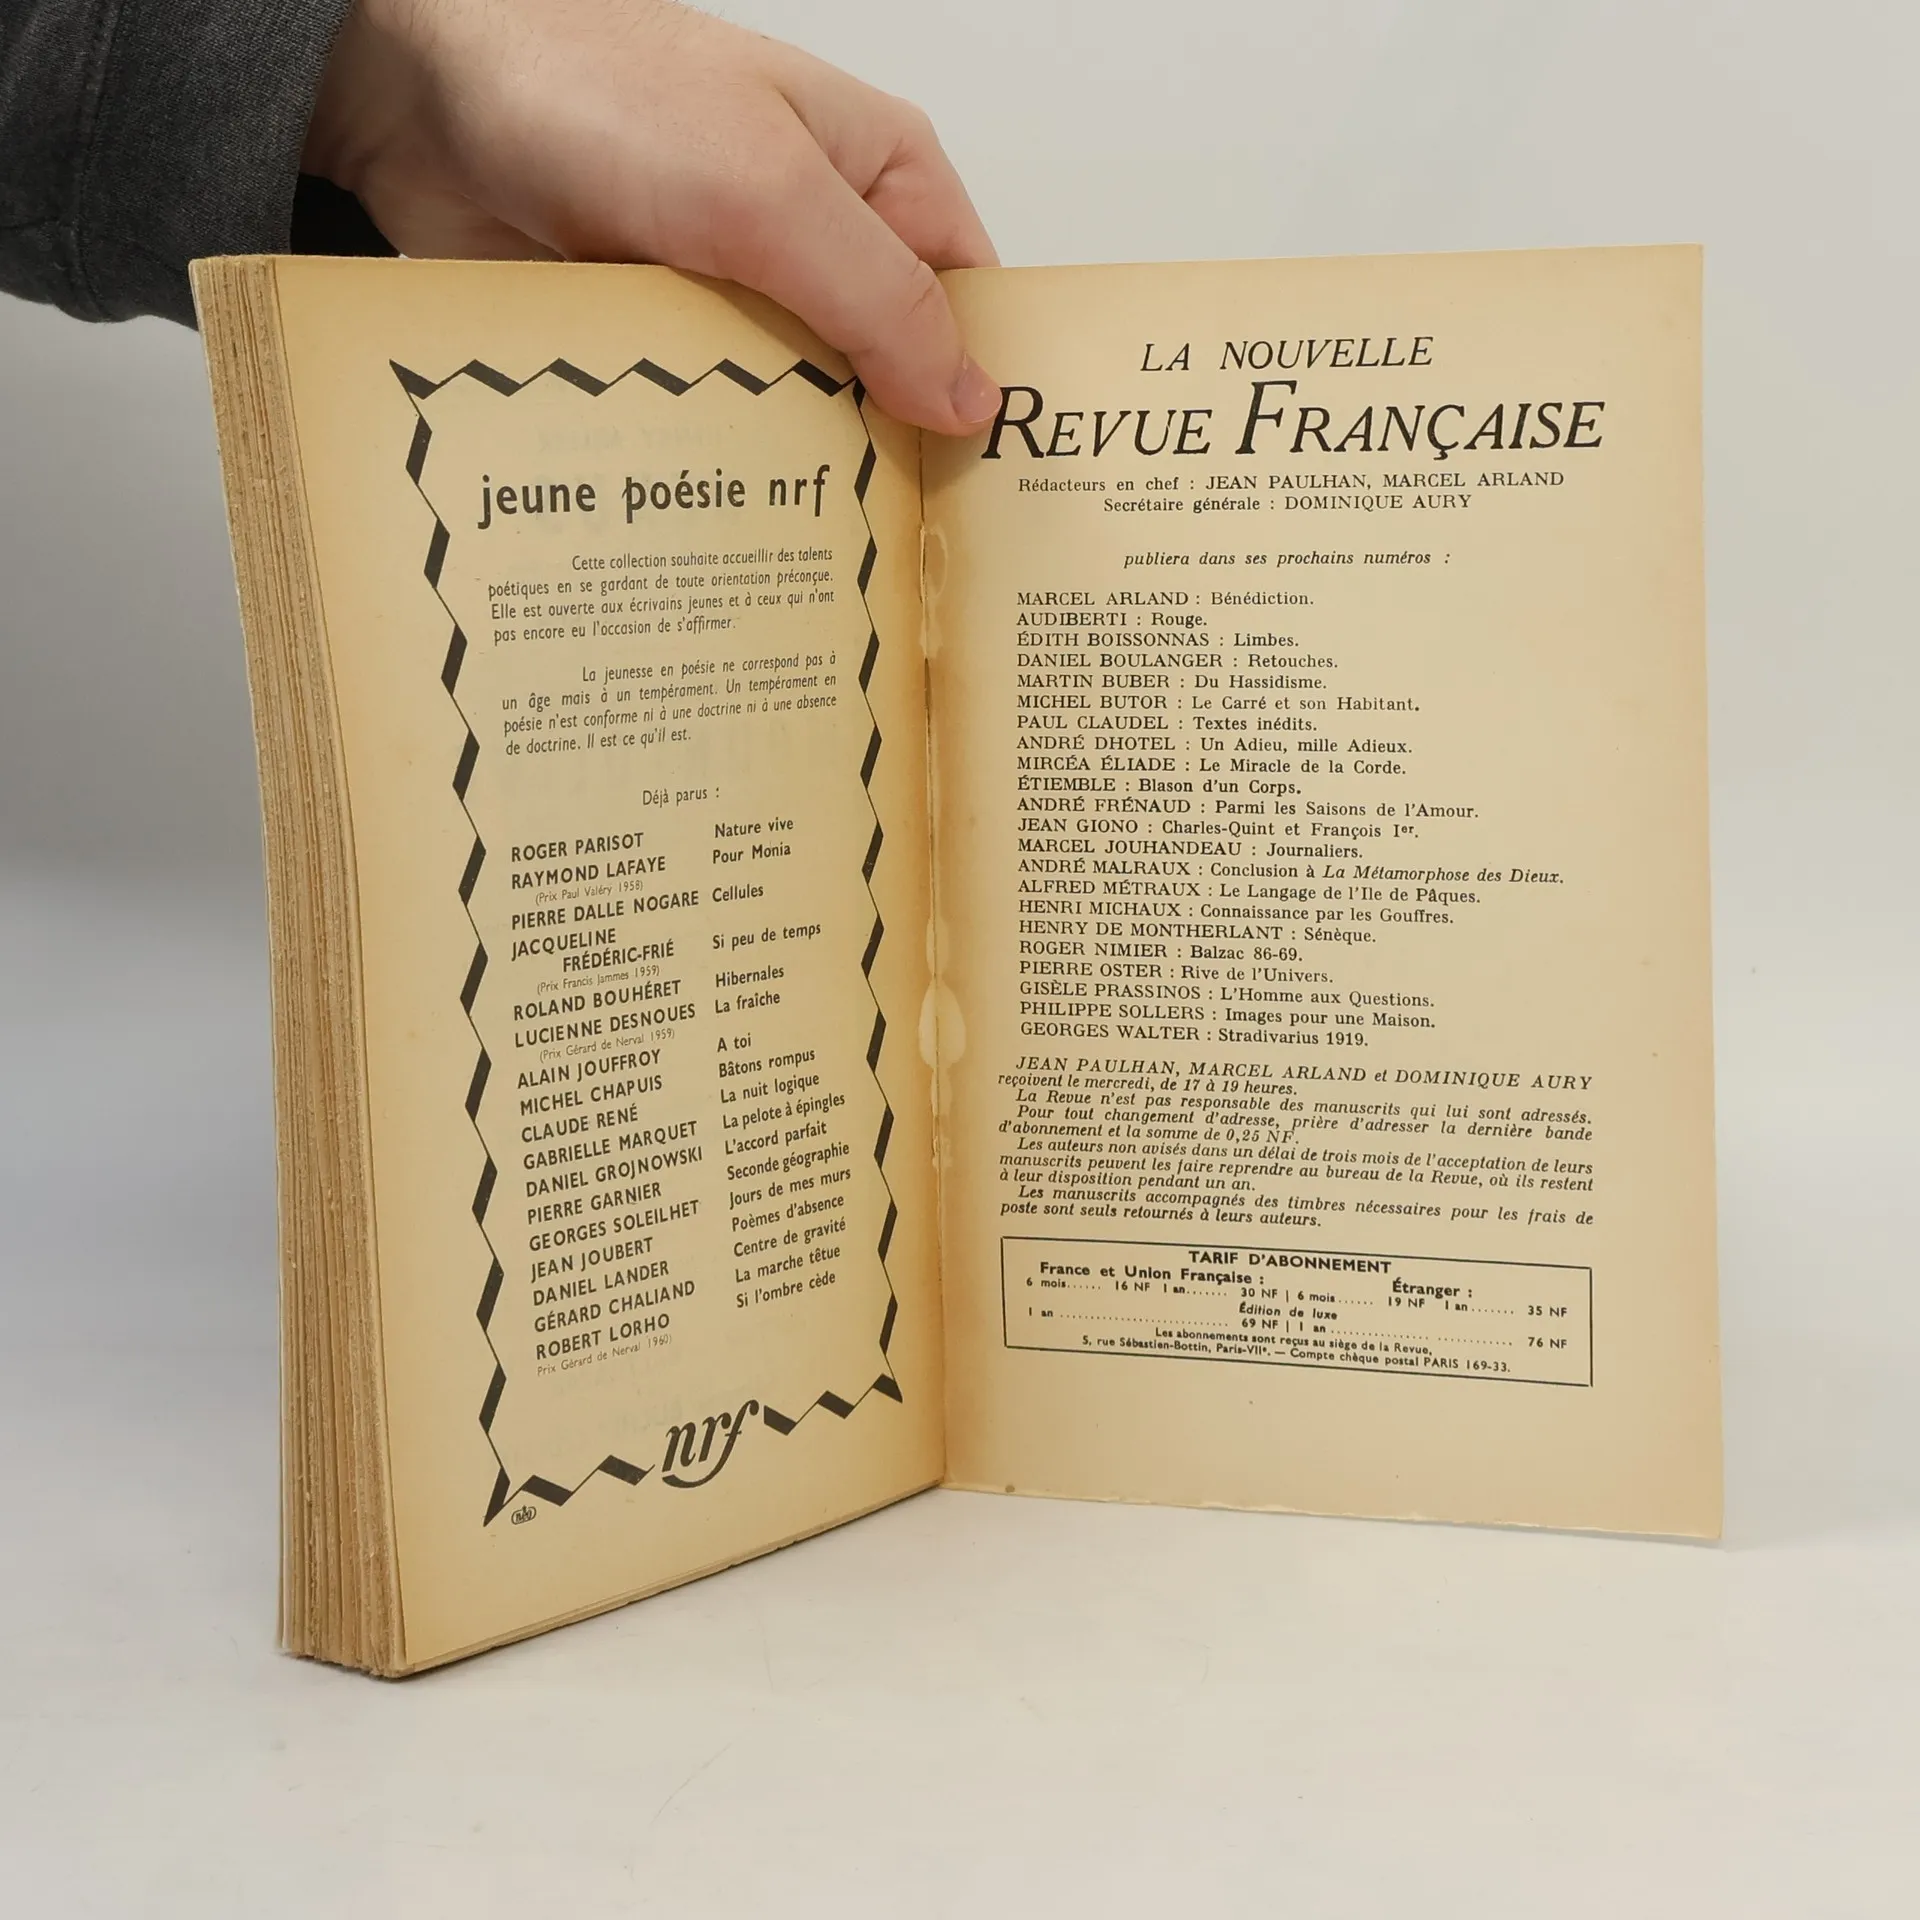 jeune poésie nrf
Cette collection souhaite accueillir des talents
poétiques en se gardant de toute orientation préconçue.
Elle est ouverte aux écrivains jeunes et à ceux qui n'ont
pas encore eu l'occasion de s'affirmer.
La jeunesse en poésie ne correspond pas à
un âge mais à un tempérament. Un tempérament en
poésie n'est conforme ni à une doctrine ni à une absence
de doctrine. Il est ce qu'il est.
Déjà parus :
ROGER PARISOT Nature vive
RAYMOND LAFAYE Pour Monia
(Prix Paul Valéry 1958)
PIERRE DALLE NOGARE Cellules
JACQUELINE
FRÉDÉRIC-FRIÉ Si peu de temps
(Prix Francis Jammes 1959)
ROLAND BOUHÉRET Hibernales
LUCIENNE DESNOUES La fraîche
(Prix Gérard de Nerval 1959)
ALAIN JOUFFROY A toi
MICHEL CHAPUIS Bâtons rompus
CLAUDE RENÉ La nuit logique
GABRIELLE MARQUET La pelote à épingles
DANIEL GROJNOWSKI L'accord parfait
PIERRE GARNIER Seconde géographie
GEORGES SOLEILHET Jours de mes murs
JEAN JOUBERT Poèmes d'absence
DANIEL LANDER Centre de gravité
GÉRARD CHALIAND La marche têtue
ROBERT LORHO Si l'ombre cède
Prix Gérard de Nerval 1960)
nrf
LA NOUVELLE
REVUE FRANÇAISE
Rédacteurs en chef : JEAN PAULHAN, MARCEL ARLAND
Secrétaire générale : DOMINIQUE AURY
publiera dans ses prochains numéros :
MARCEL ARLAND : Bénédiction.
AUDIBERTI : Rouge.
ÉDITH BOISSONNAS : Limbes.
DANIEL BOULANGER : Retouches.
MARTIN BUBER : Du Hassidisme.
MICHEL BUTOR : Le Carré et son Habitant.
PAUL CLAUDEL : Textes inédits.
ANDRÉ DHOTEL : Un Adieu, mille Adieux.
MIRCÉA ÉLIADE : Le Miracle de la Corde.
ÉTIEMBLE : Blason d'un Corps.
ANDRÉ FRÉNAUD : Parmi les Saisons de l'Amour.
JEAN GIONO : Charles-Quint et François Ier.
MARCEL JOUHANDEAU : Journaliers.
ANDRÉ MALRAUX : Conclusion à La Métamorphose des Dieux.
ALFRED MÉTRAUX : Le Langage de l'Ile de Pâques.
HENRI MICHAUX : Connaissance par les Gouffres.
HENRY DE MONTHERLANT : Sénèque.
ROGER NIMIER : Balzac 86-69.
PIERRE OSTER : Rive de l'Univers.
GISÈLE PRASSINOS : L'Homme aux Questions.
PHILIPPE SOLLERS : Images pour une Maison.
GEORGES WALTER : Stradivarius 1919.
JEAN PAULHAN, MARCEL ARLAND et DOMINIQUE AURY
reçoivent le mercredi, de 17 à 19 heures.
La Revue n'est pas responsable des manuscrits qui lui sont adressés.
Pour tout changement d'adresse, prière d'adresser la dernière bande
d'abonnement et la somme de 0,25 NF.
Les auteurs non avisés dans un délai de trois mois de l'acceptation de leurs
manuscrits peuvent les faire reprendre au bureau de la Revue, où ils restent
à leur disposition pendant un an.
Les manuscrits accompagnés des timbres nécessaires pour les frais de
poste sont seuls retournés à leurs auteurs.
TARIF D'ABONNEMENT
France et Union Française : Étranger :
6 mois...... 16 NF 1 an....... 30 NF | 6 mois...... 19 NF 1 an....... 35 NF
Édition de luxe
1 an ........................... 69 NF | 1 an ........................... 76 NF
Les abonnements sont reçus au siège de la Revue,
5, rue Sébastien-Bottin, Paris-VIIe. — Compte chèque postal PARIS 169-33.